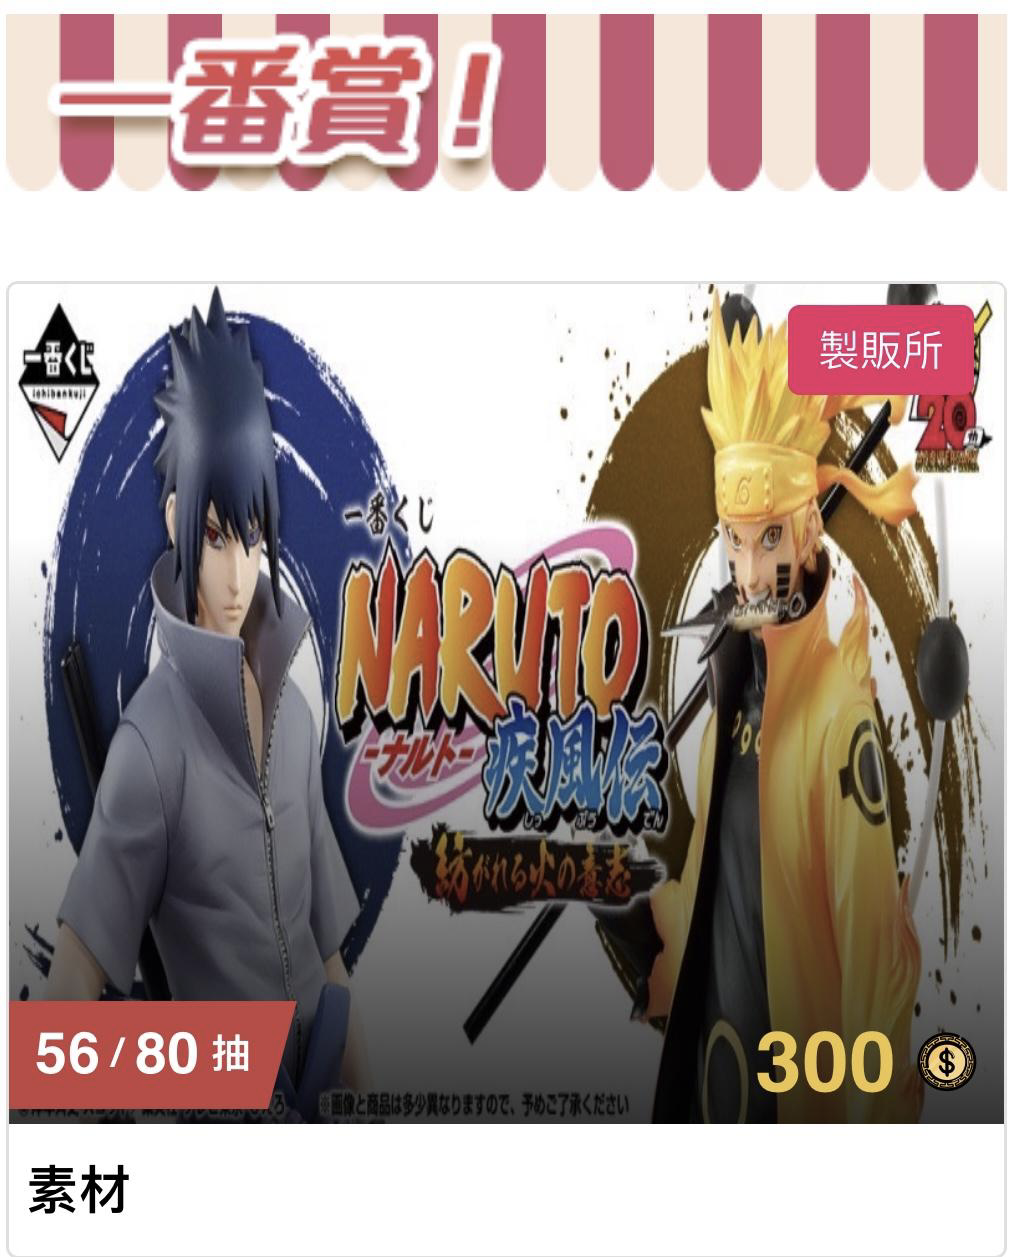 一番賞!
一番くじ
ichibankuji
製販所
20th
一番くじ
NARUTO
-ナルト-
疾風伝
しっ ぷう でん
紡がれる火の意志
56 / 80 抽
300
※画像と商品は多少異なりますので、予めご了承ください
素材